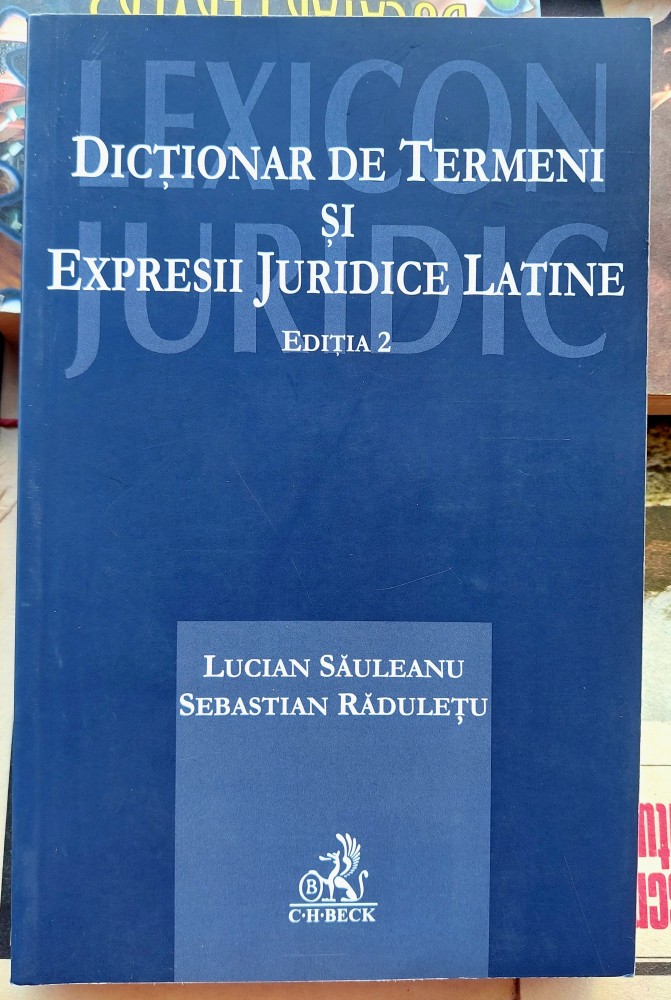 LEXICON
DICȚIONAR DE TERMENI
ȘI
JURIDIC
EXPRESII JURIDICE LATINE
EDIȚIA 2
LUCIAN SĂULEANU
SEBASTIAN RĂDULEȚU
B
C·H·BECK